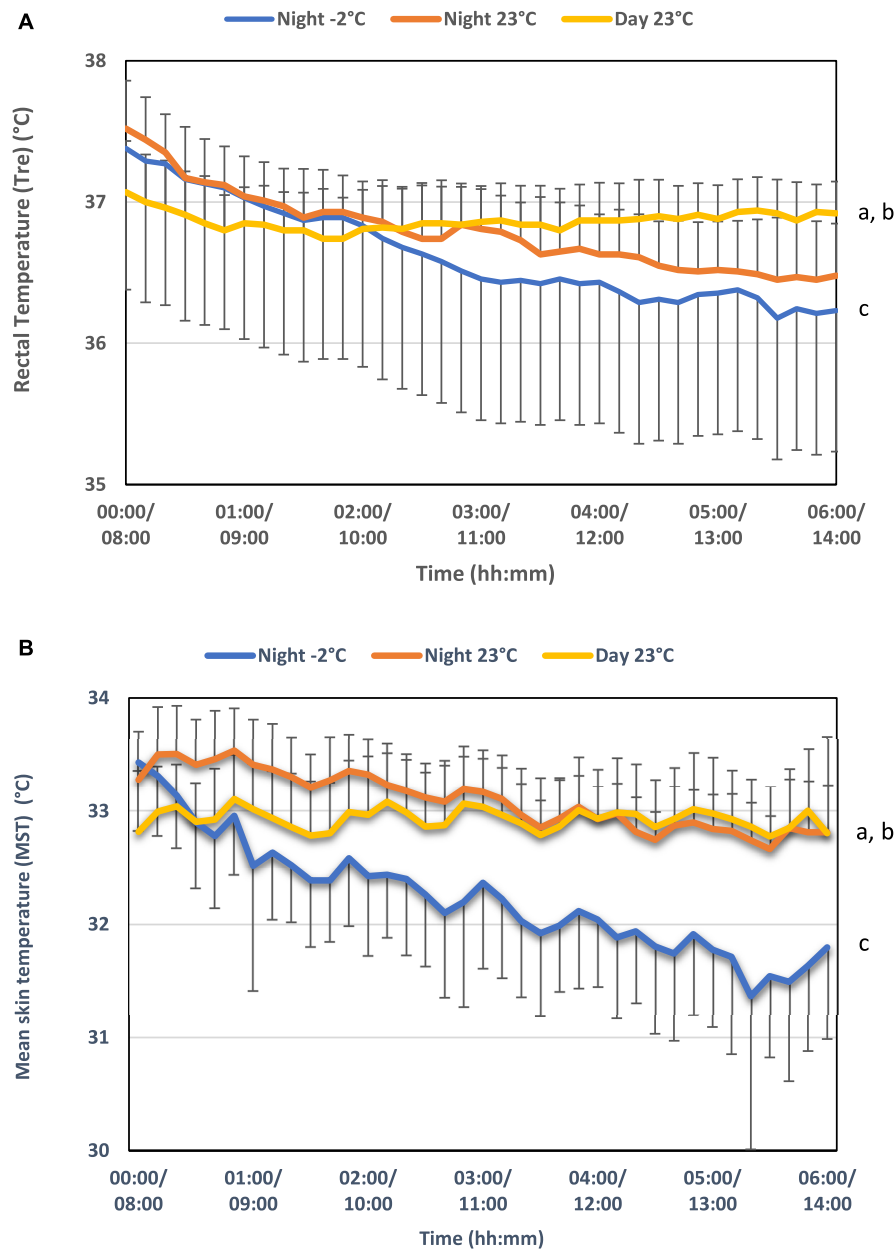 A
Night -2°C Night 23°C Day 23°C
Rectal Temperature (Tre) (°C)
38
37
36
35
a, b
c
00:00/ 01:00/ 02:00/ 03:00/ 04:00/ 05:00/ 06:00/
08:00 09:00 10:00 11:00 12:00 13:00 14:00
Time (hh:mm)
B
Night -2°C Night 23°C Day 23°C
Mean skin temperature (MST) (°C)
34
33
32
31
30
a, b
c
00:00/ 01:00/ 02:00/ 03:00/ 04:00/ 05:00/ 06:00/
08:00 09:00 10:00 11:00 12:00 13:00 14:00
Time (hh:mm)